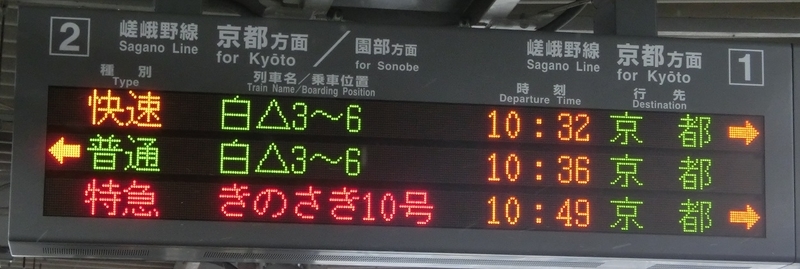 2 嵯峨野線 Sagano Line 京都方面 for Kyōto / 園部方面 for Sonobe 嵯峨野線 Sagano Line 京都方面 for Kyōto 1
種別 Type 列車名/乗車位置 Train Name/Boarding Position 時刻 Departure Time 行先 Destination
快速 白△3～6 10:32 京都 →
← 普通 白△3～6 10:36 京都
特急 きのさき10号 10:49 京都 →